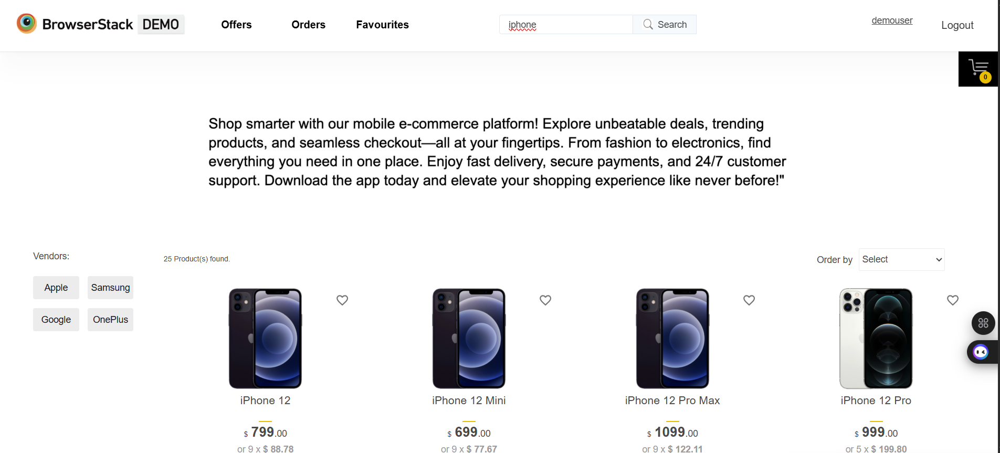 BrowserStack DEMO
Offers
Orders
Favourites
iphone
Search
demouser
Logout
0
Shop smarter with our mobile e-commerce platform! Explore unbeatable deals, trending
products, and seamless checkout—all at your fingertips. From fashion to electronics, find
everything you need in one place. Enjoy fast delivery, secure payments, and 24/7 customer
support. Download the app today and elevate your shopping experience like never before!"
Vendors:
Apple
Samsung
Google
OnePlus
25 Product(s) found.
Order by
Select
iPhone 12
$ 799.00
or 9 x $ 88.78
iPhone 12 Mini
$ 699.00
or 9 x $ 77.67
iPhone 12 Pro Max
$ 1099.00
or 9 x $ 122.11
iPhone 12 Pro
$ 999.00
or 5 x $ 199.80